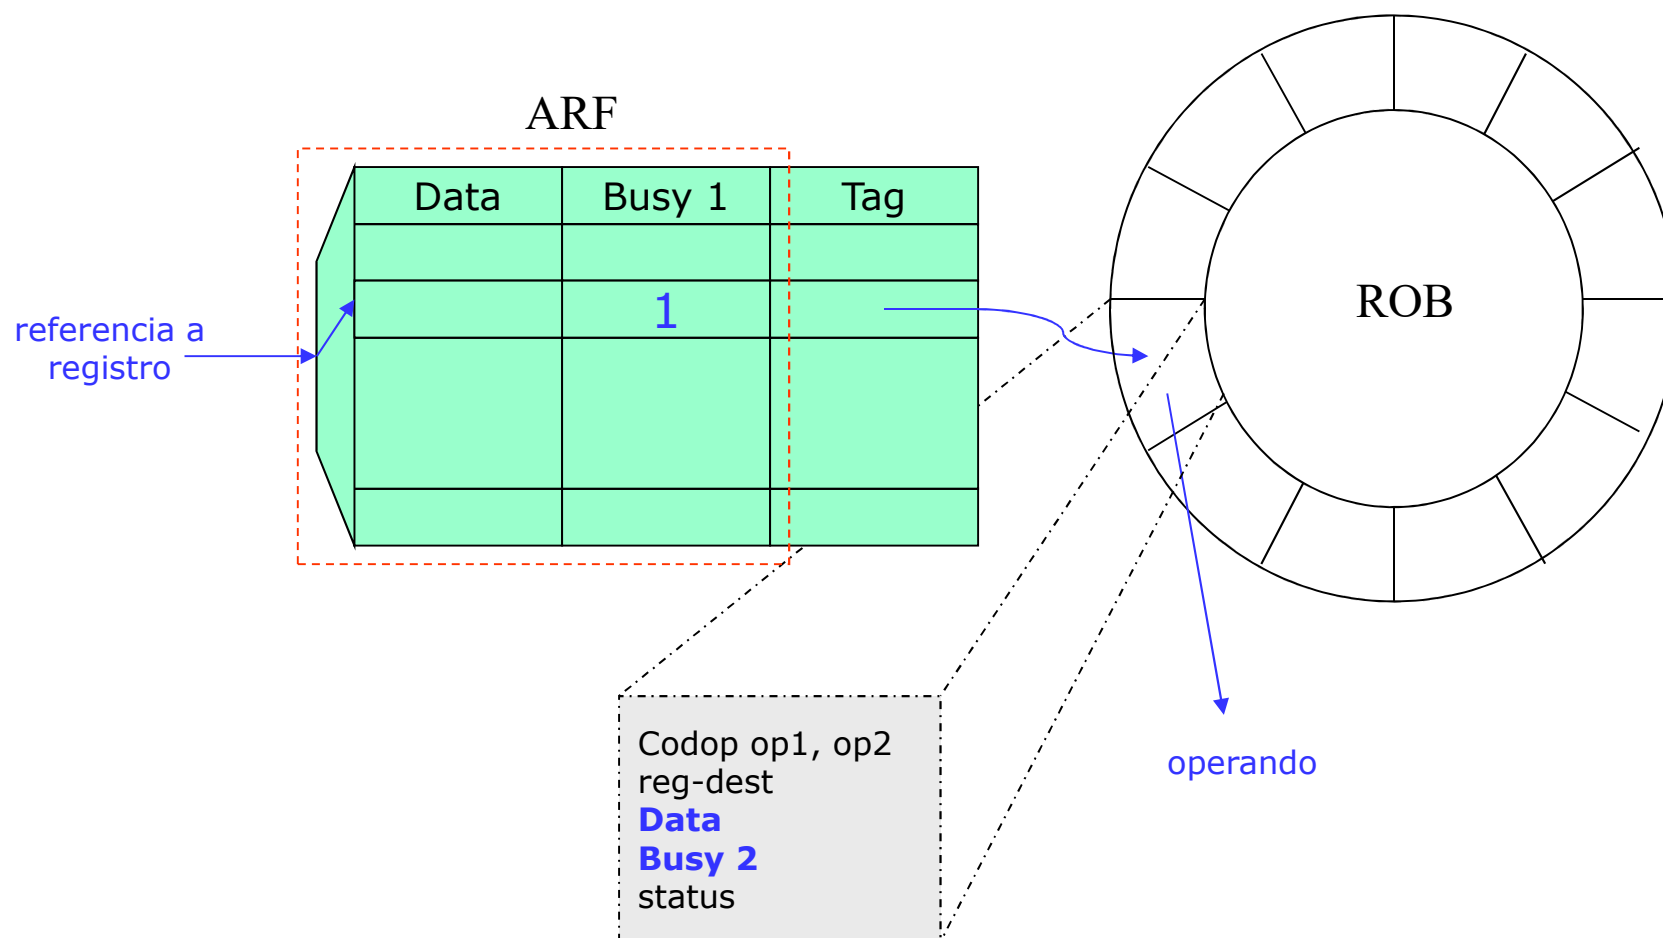 ARF
Data Busy 1 Tag
1
referencia a
registro
ROB
Codop op1, op2
reg-dest
Data
Busy 2
status
operando